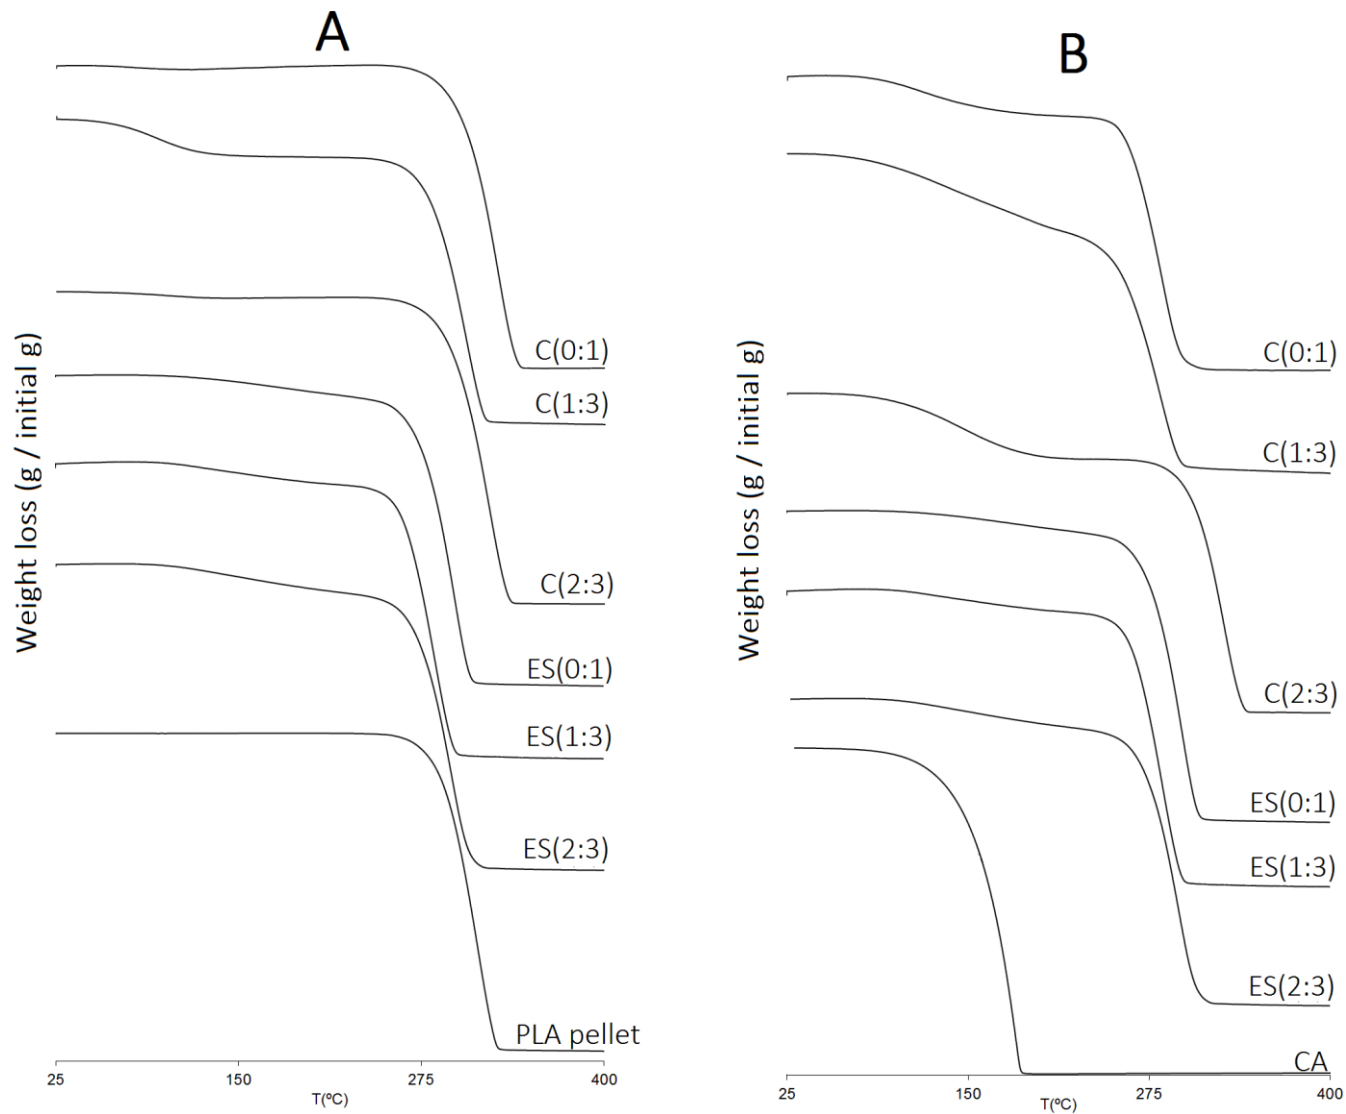 A
Weight loss (g / initial g)
C(0:1)
C(1:3)
C(2:3)
ES(0:1)
ES(1:3)
ES(2:3)
PLA pellet
25
150
275
400
T(ºC)
B
Weight loss (g / initial g)
C(0:1)
C(1:3)
C(2:3)
ES(0:1)
ES(1:3)
ES(2:3)
CA
25
150
275
400
T(ºC)